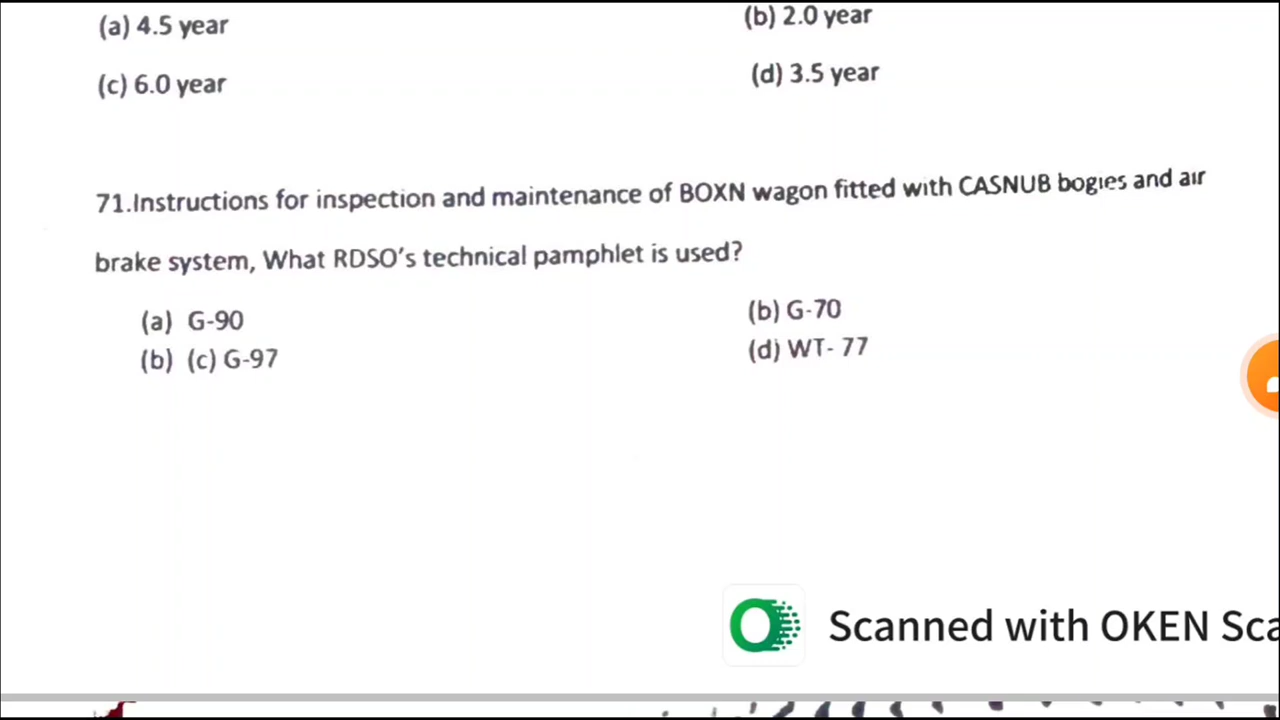 (a) 4.5 year (b) 2.0 year
(c) 6.0 year (d) 3.5 year
71.Instructions for inspection and maintenance of BOXN wagon fitted with CASNUB bogies and air
brake system, What RDSO's technical pamphlet is used?
(a) G-90 (b) G-70
(b) (c) G-97 (d) WT- 77
Scanned with OKEN